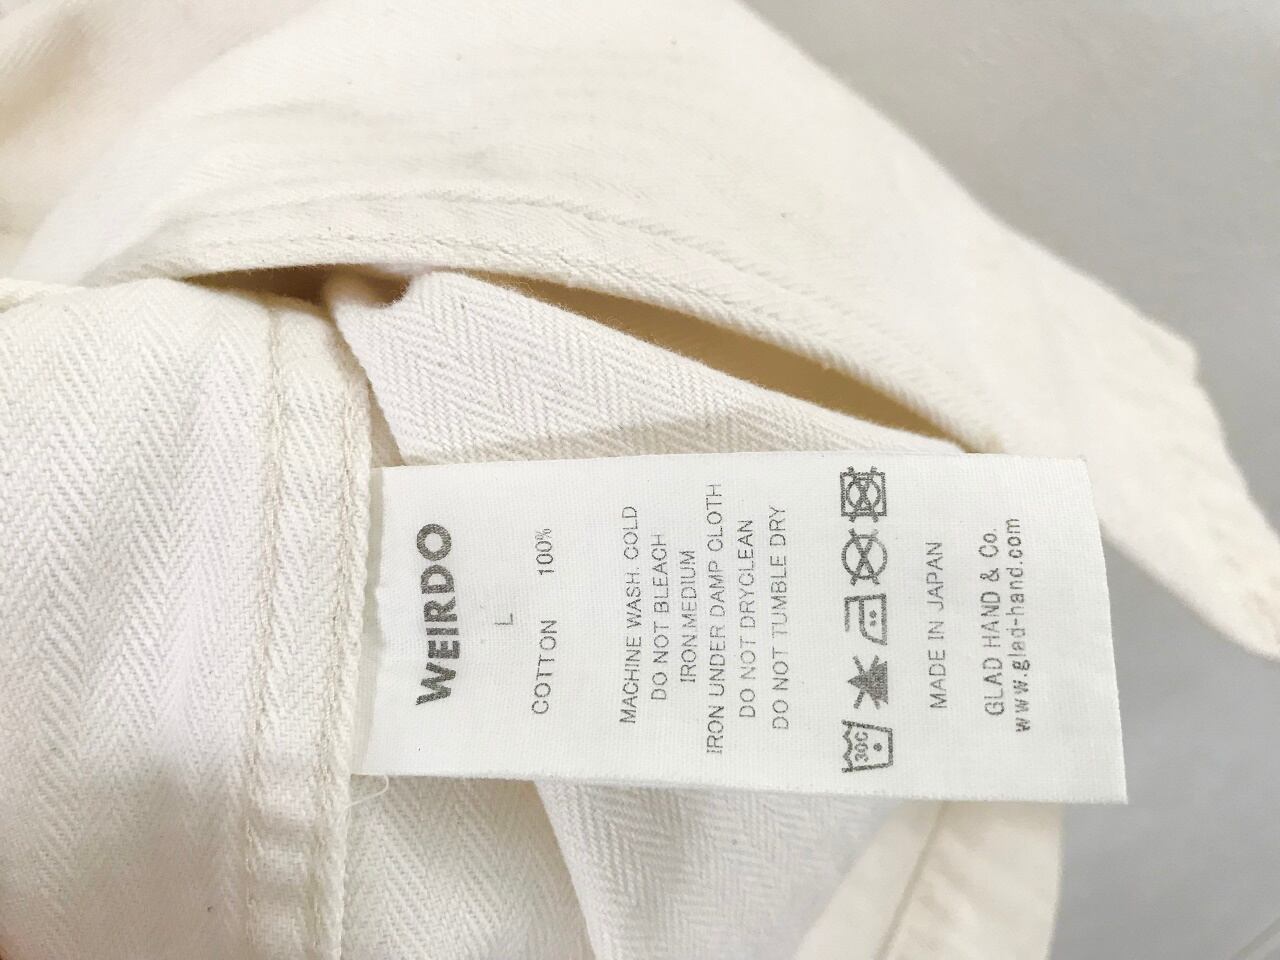 WEIRDO
L
COTTON 100%
MACHINE WASH. COLD
DO NOT BLEACH
IRON MEDIUM
IRON UNDER DAMP CLOTH
DO NOT DRYCLEAN
DO NOT TUMBLE DRY
30C
MADE IN JAPAN
GLAD HAND & Co.
www.glad-hand.com